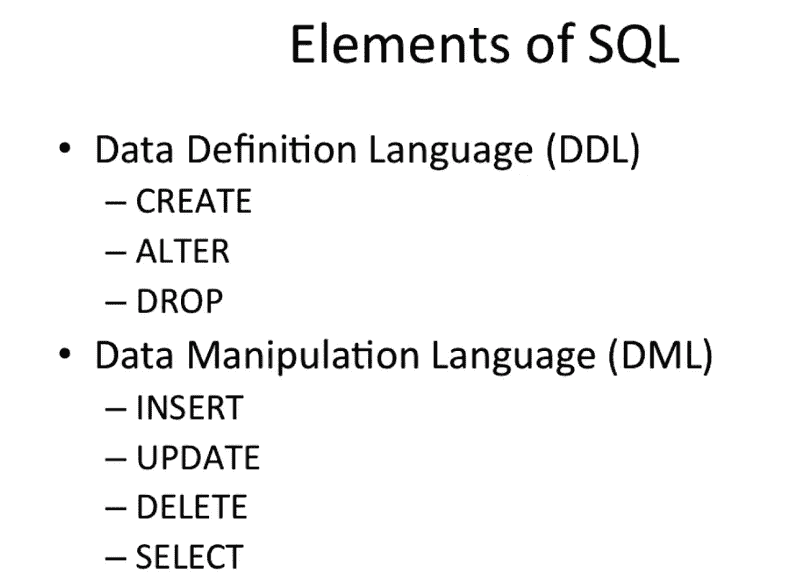 Elements of SQL
• Data Definition Language (DDL)
– CREATE
– ALTER
– DROP
• Data Manipulation Language (DML)
– INSERT
– UPDATE
– DELETE
– SELECT